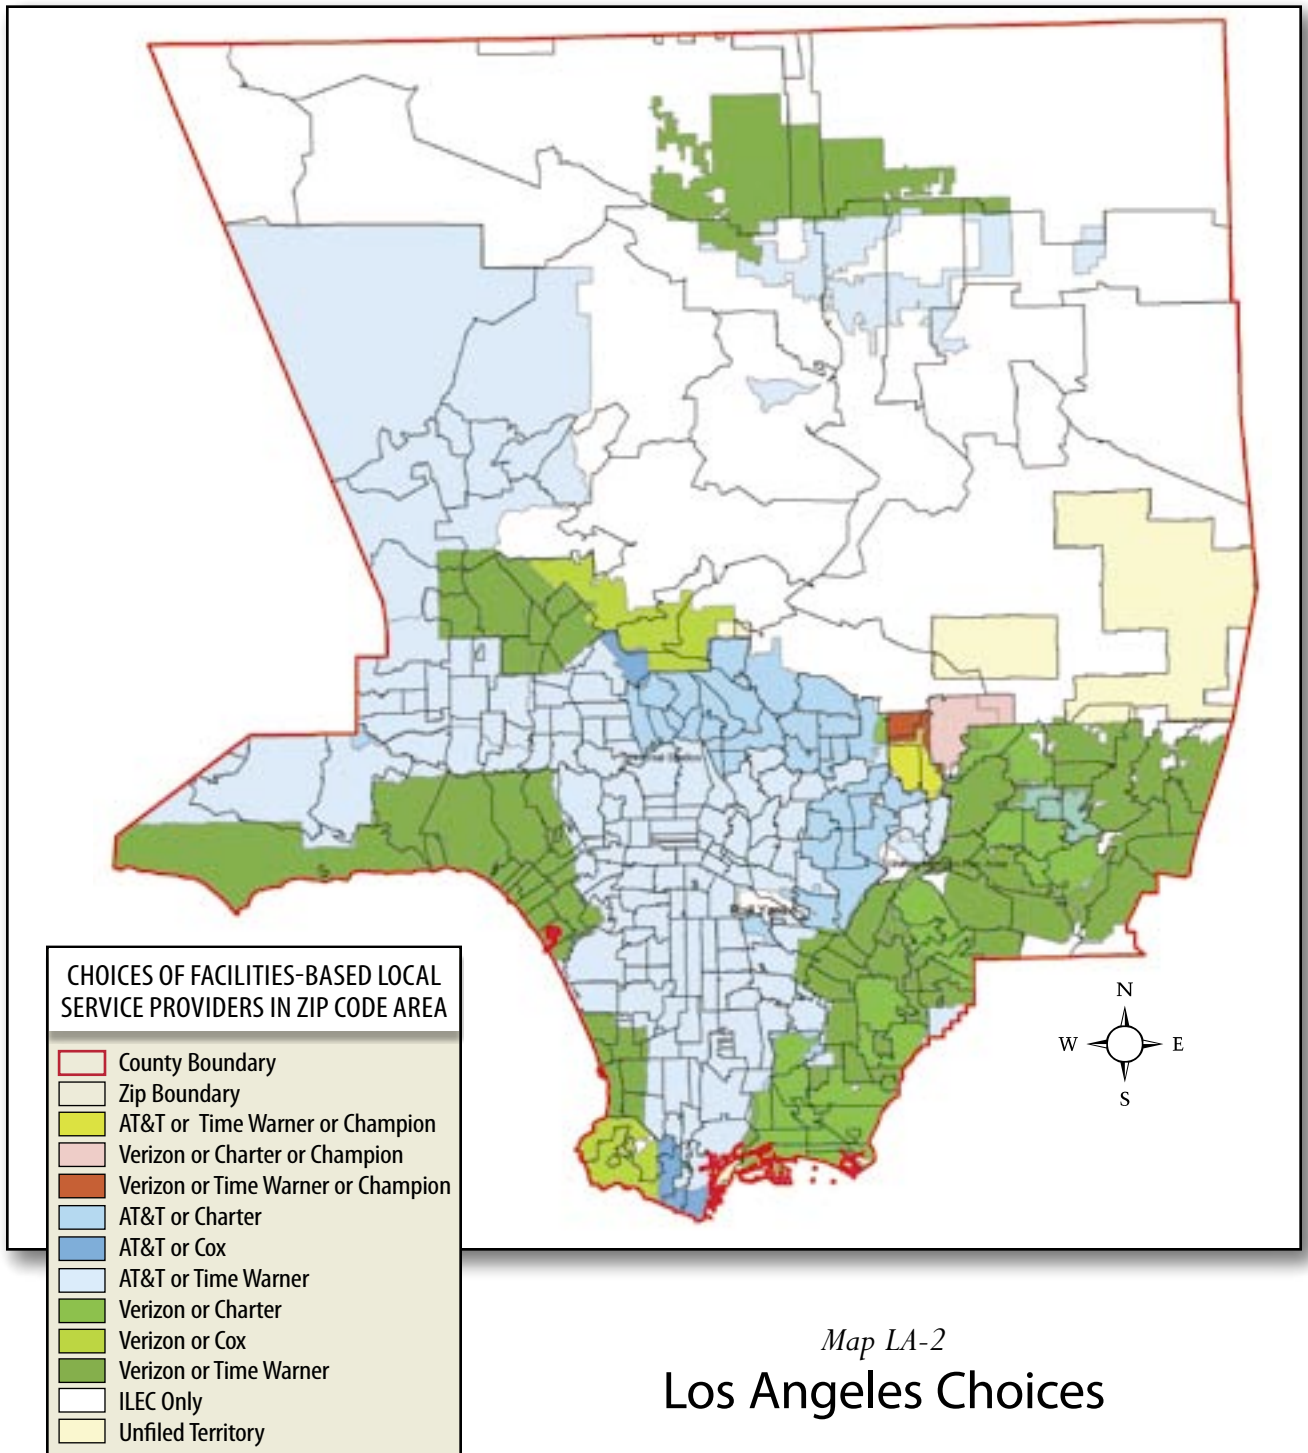 CHOICES OF FACILITIES-BASED LOCAL
SERVICE PROVIDERS IN ZIP CODE AREA
County Boundary
Zip Boundary
AT&T or Time Warner or Champion
Verizon or Charter or Champion
Verizon or Time Warner or Champion
AT&T or Charter
AT&T or Cox
AT&T or Time Warner
Verizon or Charter
Verizon or Cox
Verizon or Time Warner
ILEC Only
Unfiled Territory
N
W
E
S
Map LA-2
Los Angeles Choices